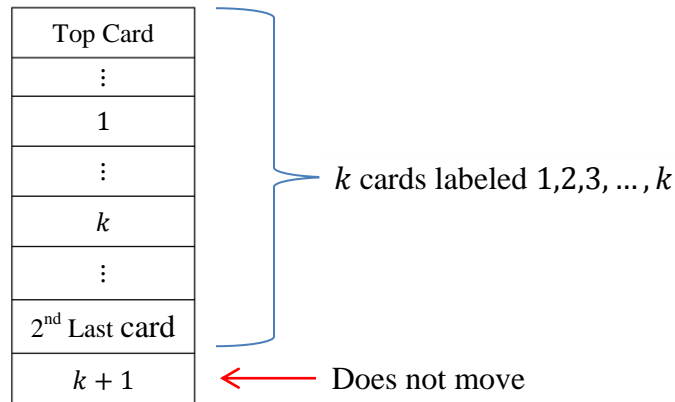 Top Card
⋮
1
⋮
k cards labeled 1,2,3, … , k
k
⋮
2nd Last card
k + 1
Does not move